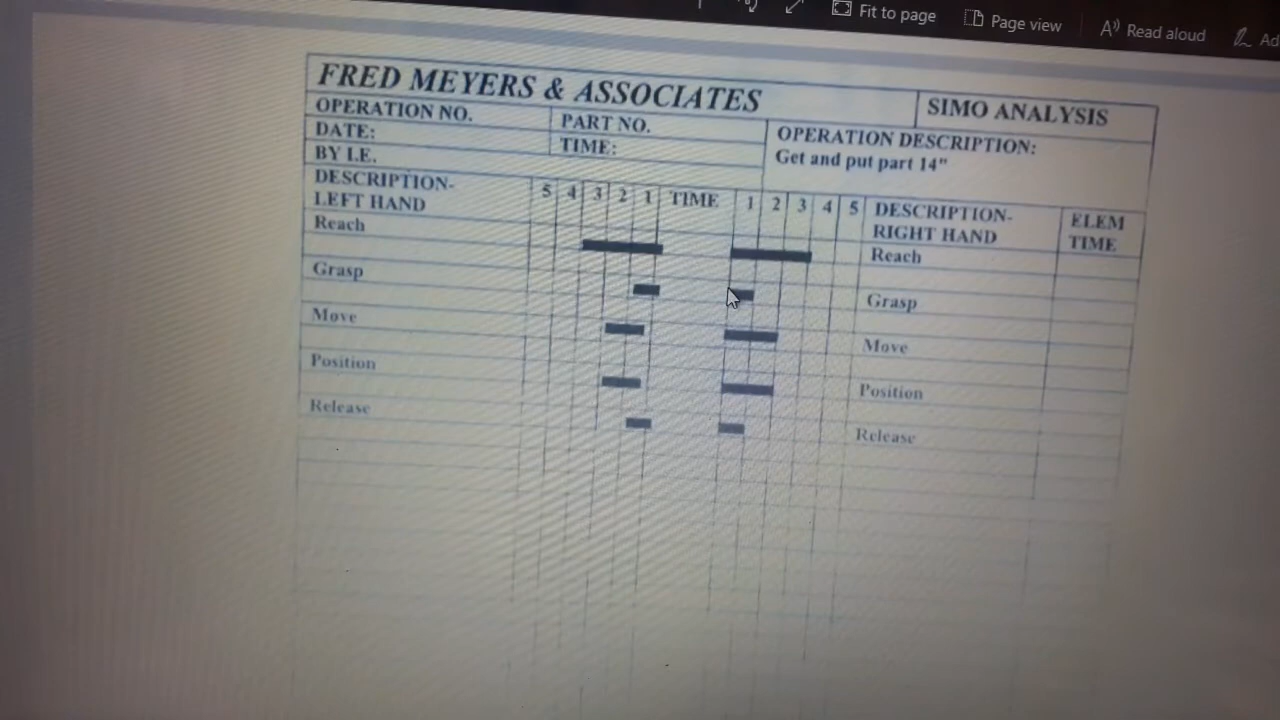 Fit to page Page view Read aloud
FRED MEYERS & ASSOCIATES SIMO ANALYSIS
OPERATION NO. PART NO. OPERATION DESCRIPTION:
DATE: TIME: Get and put part 14"
BY I.E.
DESCRIPTION- 5 4 3 2 1 TIME 1 2 3 4 5 DESCRIPTION- ELEM
LEFT HAND RIGHT HAND TIME
Reach Reach
Grasp Grasp
Move Move
Position Position
Release Release